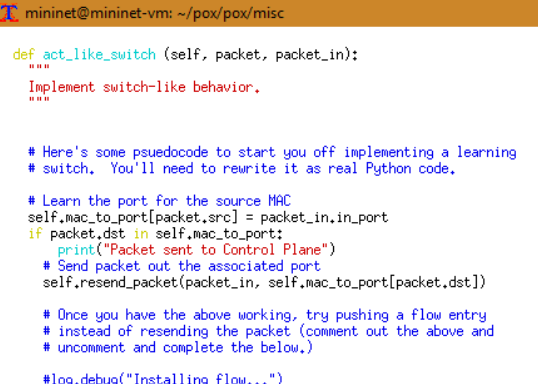 mininet@mininet-vm: ~/pox/pox/misc
def act_like_switch (self, packet, packet_in):
"""
Implement switch-like behavior.
"""
# Here's some psuedocode to start you off implementing a learning
# switch.  You'll need to rewrite it as real Python code.
# Learn the port for the source MAC
self.mac_to_port[packet.src] = packet_in.in_port
if packet.dst in self.mac_to_port:
print("Packet sent to Control Plane")
# Send packet out the associated port
self.resend_packet(packet_in, self.mac_to_port[packet.dst])
# Once you have the above working, try pushing a flow entry
# instead of resending the packet (comment out the above and
# uncomment and complete the below.)
#log.debug("Installing flow...")